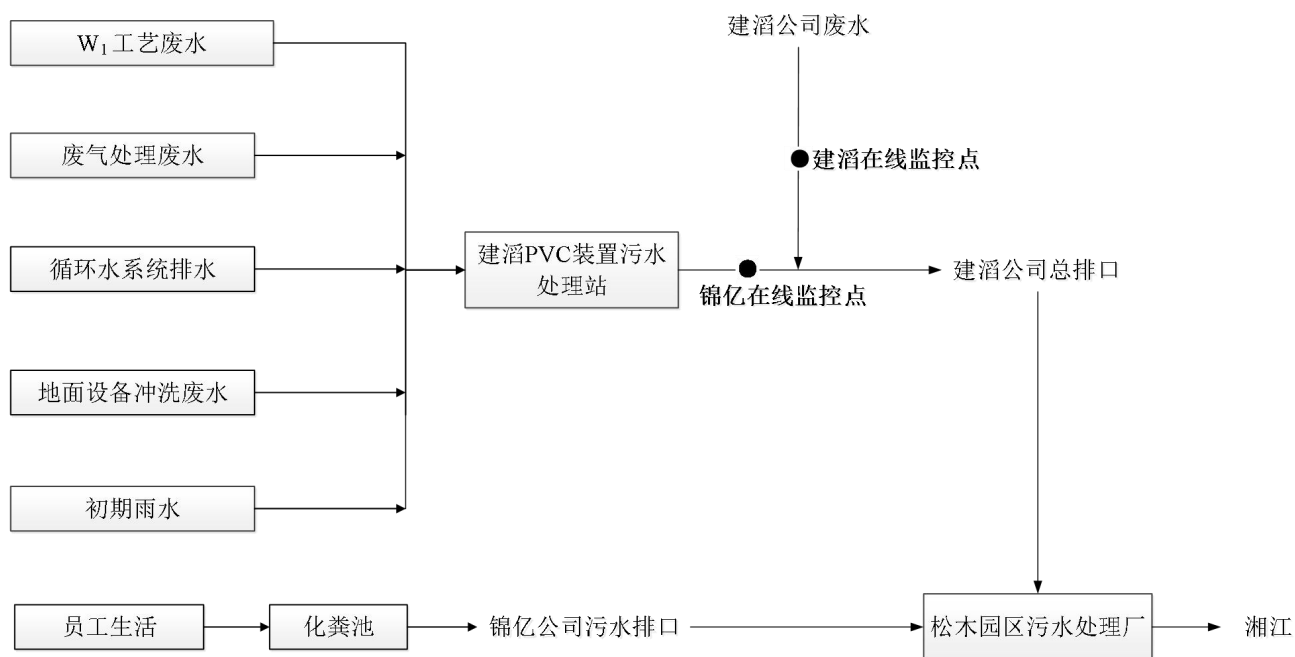 W₁工艺废水
建滔公司废水
废气处理废水
建滔在线监控点
循环水系统排水
建滔PVC装置污水
处理站
锦亿在线监控点
建滔公司总排口
地面设备冲洗废水
初期雨水
员工生活
化粪池
锦亿公司污水排口
松木园区污水处理厂
湘江